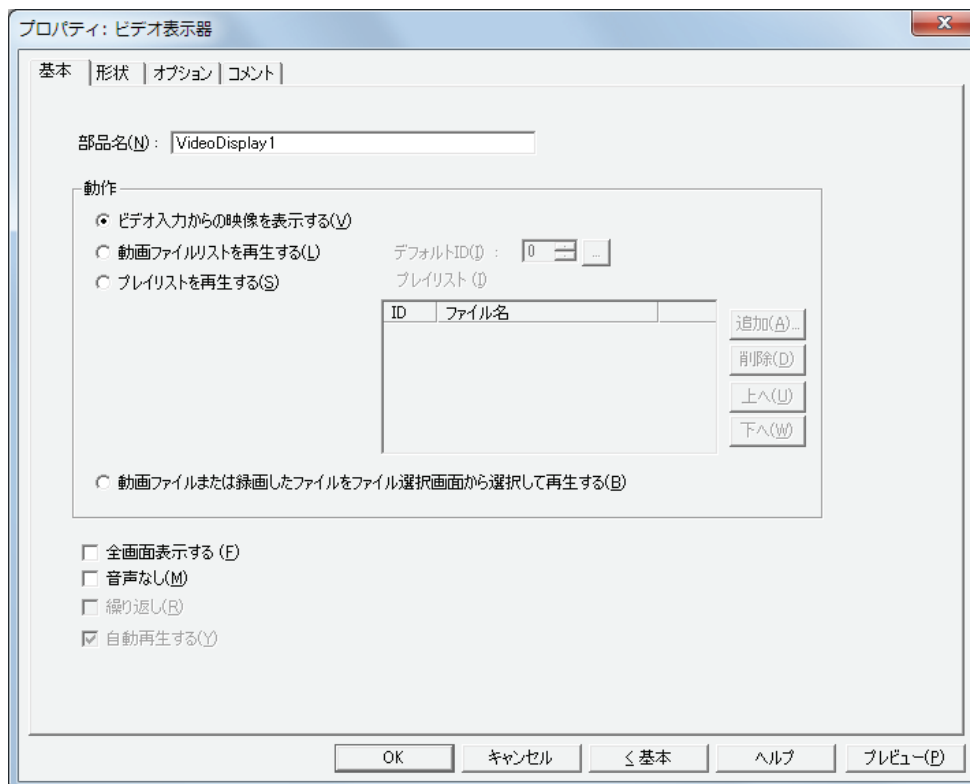 プロパティ: ビデオ表示器
基本 形状 オプション コメント
部品名(N): VideoDisplay1
動作
ビデオ入力からの映像を表示する(V)
動画ファイルリストを再生する(L) デフォルトID(I) : 0 ...
プレイリストを再生する(S) プレイリスト(I)
ID ファイル名
追加(A)...
削除(D)
上へ(U)
下へ(W)
動画ファイルまたは録画したファイルをファイル選択画面から選択して再生する(B)
全画面表示する(F)
音声なし(M)
繰り返し(R)
自動再生する(Y)
OK キャンセル < 基本 ヘルプ プレビュー(P)